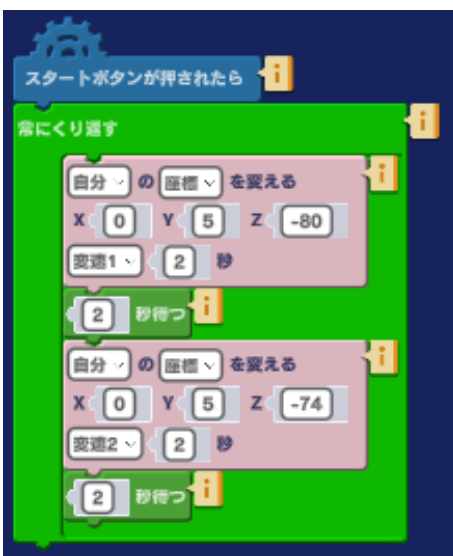 スタートボタンが押されたら i
常にくり返す i
自分 の 座標 を変える i
X 0 Y 5 Z -80
変速1 2 秒
2 秒待つ i
自分 の 座標 を変える i
X 0 Y 5 Z -74
変速2 2 秒
2 秒待つ i